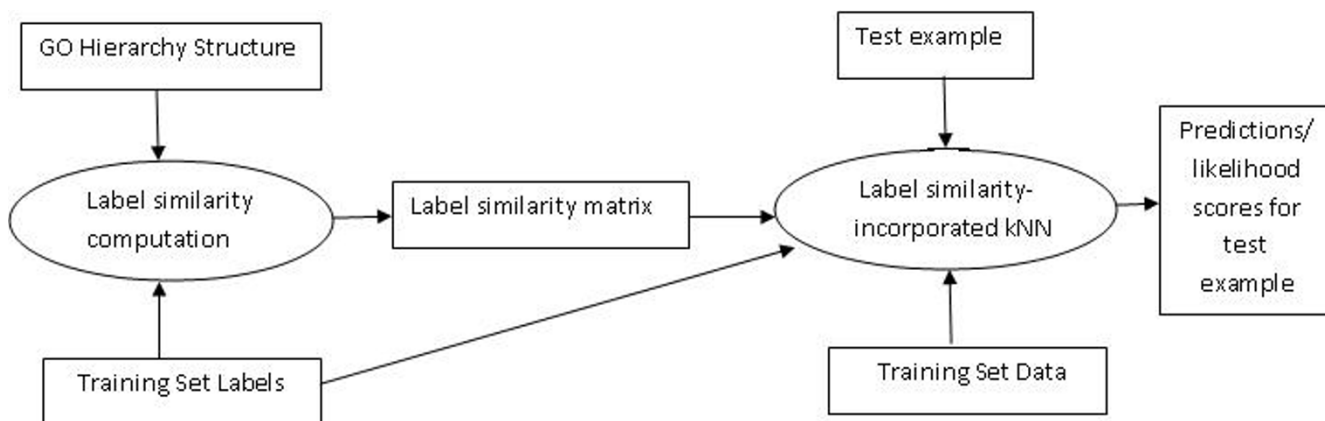 GO Hierarchy Structure
Test example
Predictions/
likelihood
scores for
test
example
Label similarity
computation
Label similarity matrix
Label similarity-
incorporated kNN
Training Set Labels
Training Set Data